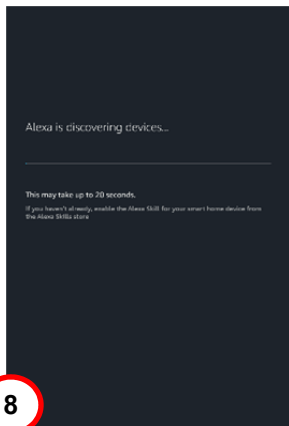 Alexa is discovering devices...
This may take up to 20 seconds.
If you haven't already, enable the Alexa Skill for your smart home device from
the Alexa Skills store
8